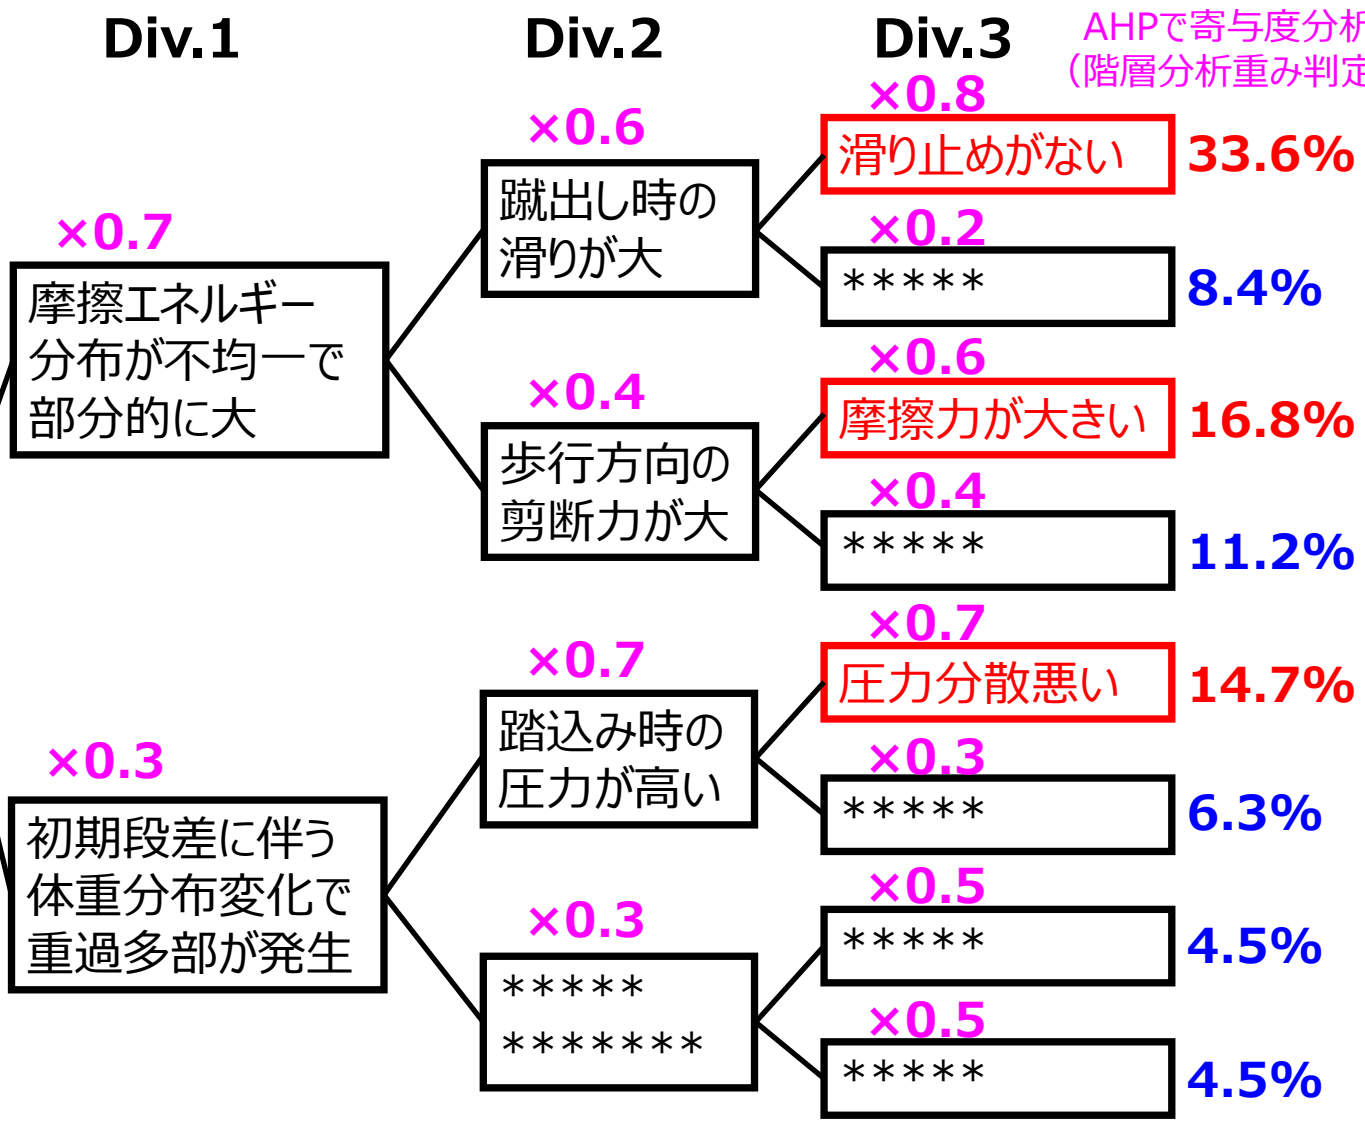 Div.1
Div.2
Div.3
AHPで寄与度分析
(階層分析重み判定
×0.7
摩擦エネルギー
分布が不均一で
部分的に大
×0.6
蹴出し時の
滑りが大
×0.8
滑り止めがない
33.6%
×0.2
*****
8.4%
×0.4
歩行方向の
剪断力が大
×0.6
摩擦力が大きい
16.8%
×0.4
*****
11.2%
×0.3
初期段差に伴う
体重分布変化で
重過多部が発生
×0.7
踏込み時の
圧力が高い
×0.7
圧力分散悪い
14.7%
×0.3
*****
6.3%
×0.3
*****
*******
×0.5
*****
4.5%
×0.5
*****
4.5%